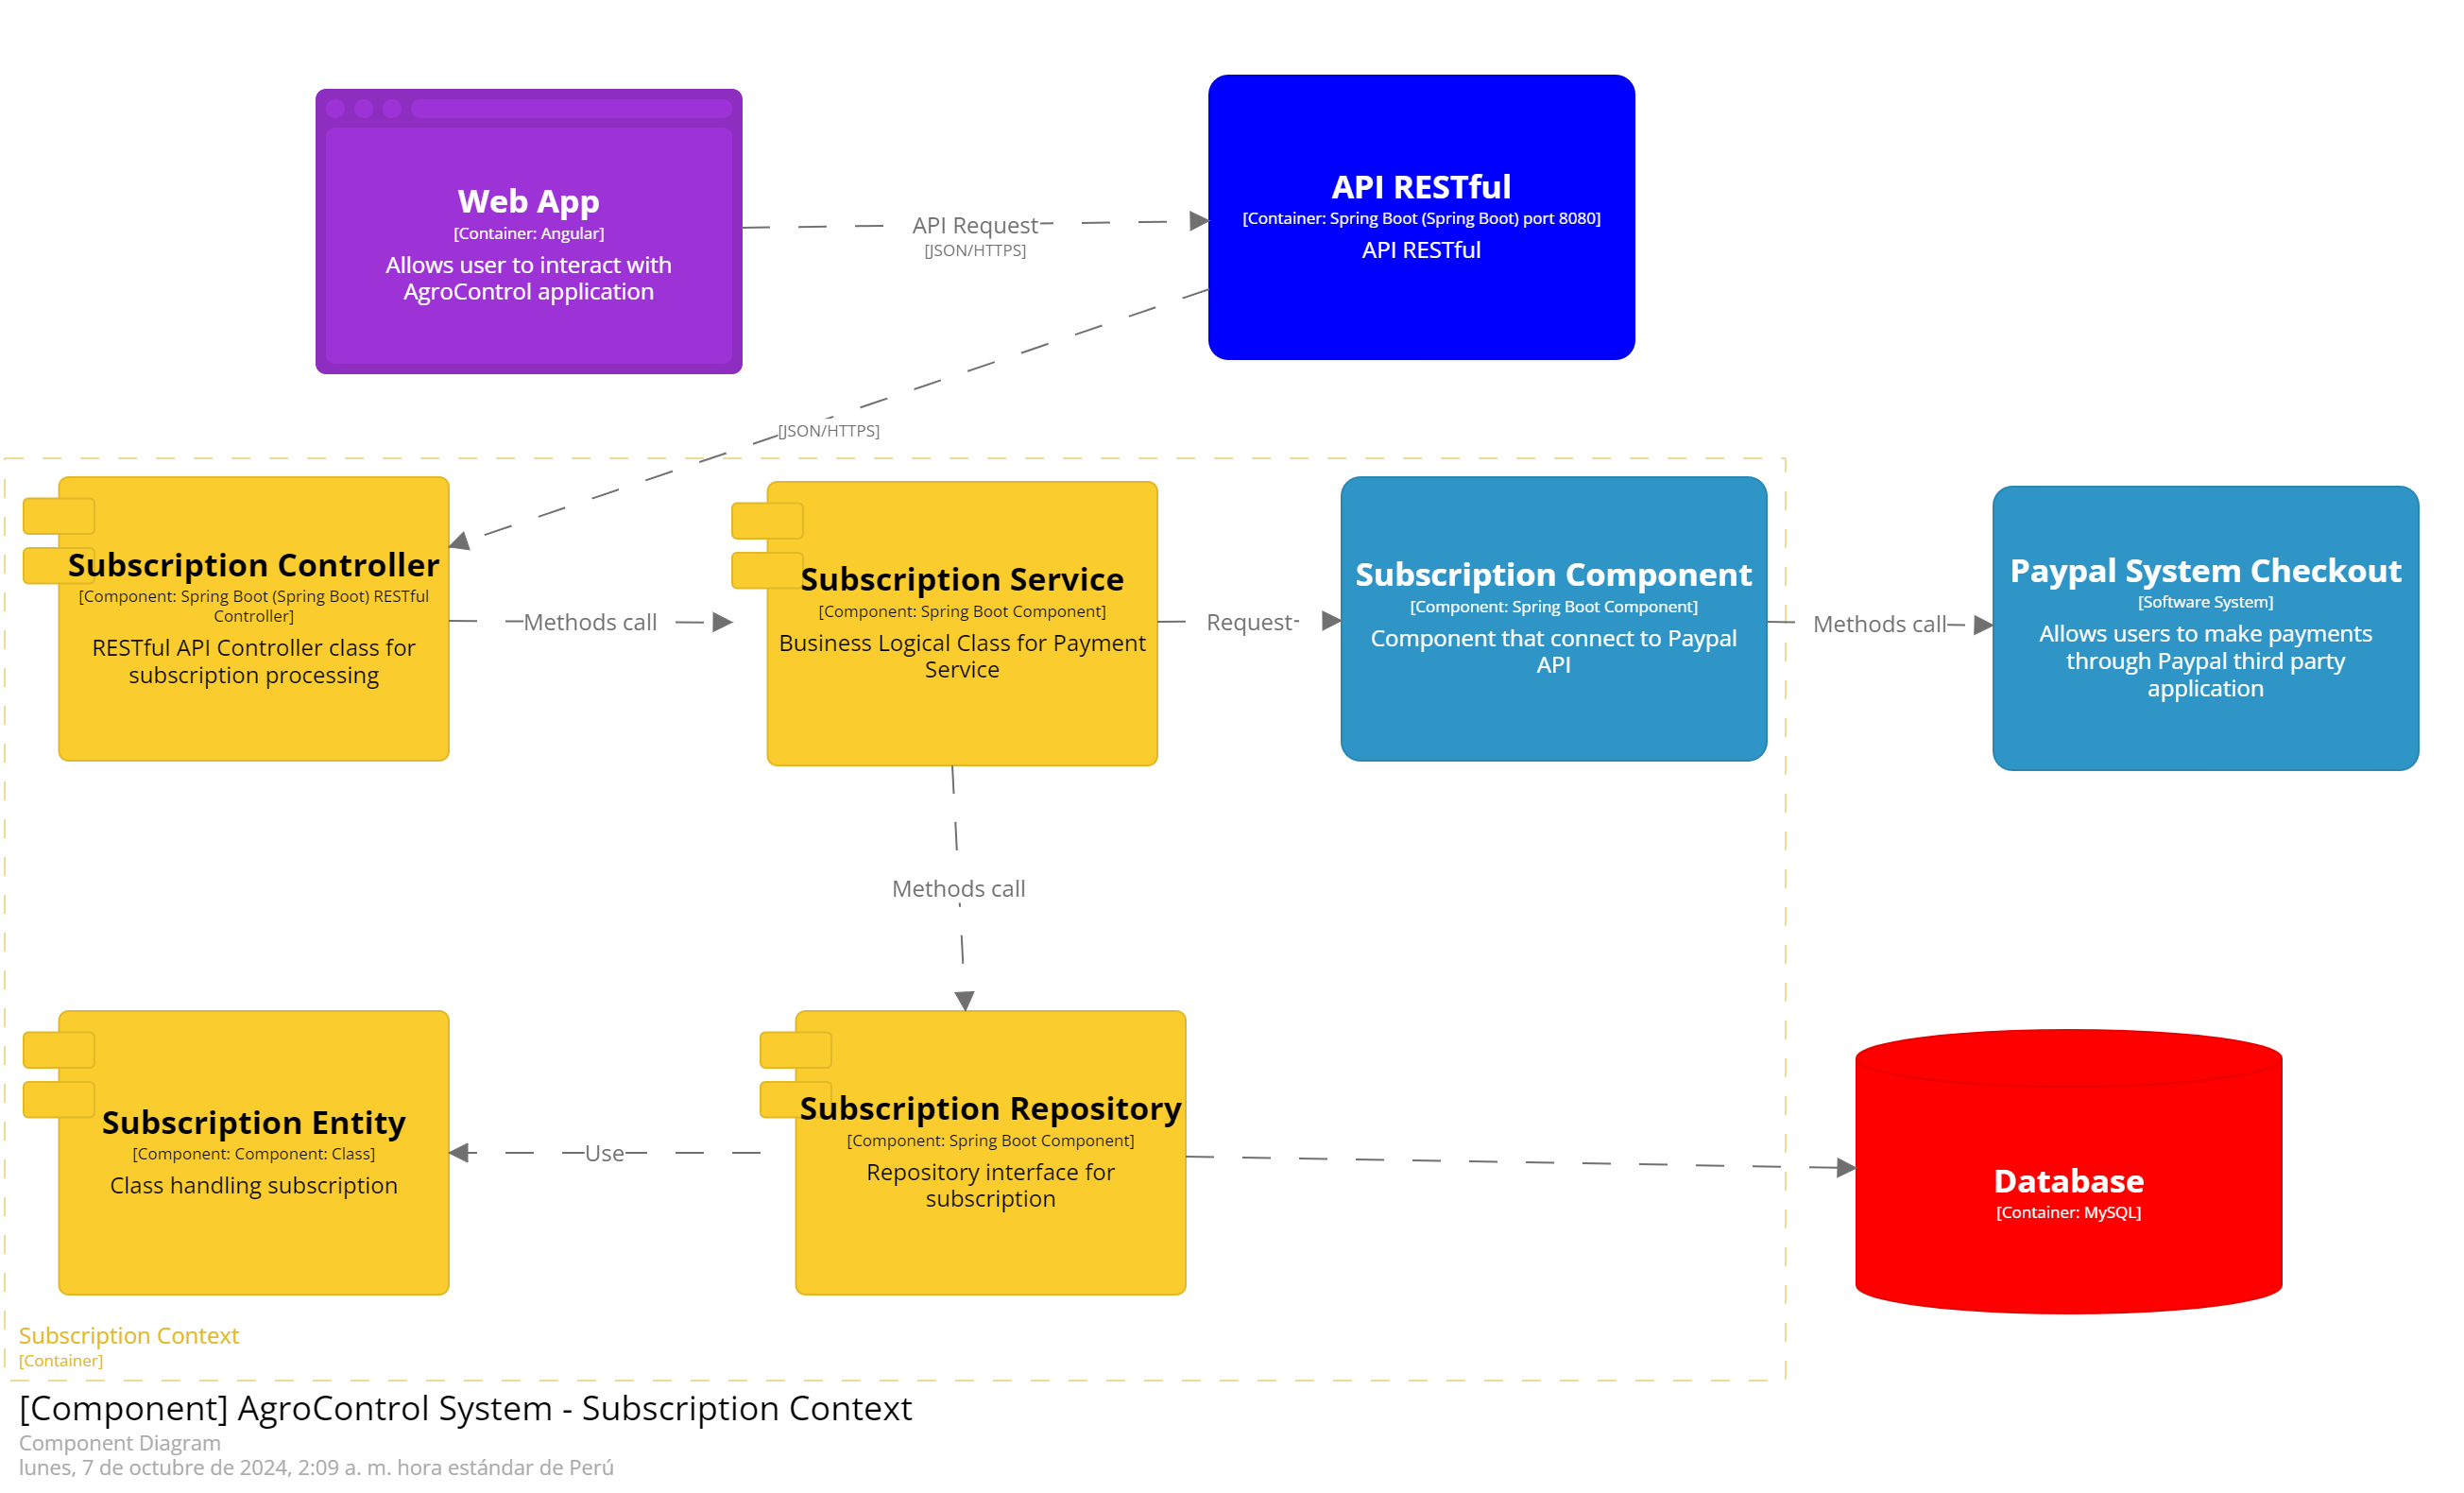 Web App
[Container: Angular]
Allows user to interact with
AgroControl application
API Request
[JSON/HTTPS]
API RESTful
[Container: Spring Boot (Spring Boot) port 8080]
API RESTful
[JSON/HTTPS]
Subscription Controller
[Component: Spring Boot (Spring Boot) RESTful
Controller]
RESTful API Controller class for
subscription processing
Methods call
Subscription Service
[Component: Spring Boot Component]
Business Logical Class for Payment
Service
Request
Subscription Component
[Component: Spring Boot Component]
Component that connect to Paypal
API
Methods call
Paypal System Checkout
[Software System]
Allows users to make payments
through Paypal third party
application
Methods call
Subscription Entity
[Component: Component: Class]
Class handling subscription
Use
Subscription Repository
[Component: Spring Boot Component]
Repository interface for
subscription
Database
[Container: MySQL]
Subscription Context
[Container]
[Component] AgroControl System - Subscription Context
Component Diagram
lunes, 7 de octubre de 2024, 2:09 a. m. hora estándar de Perú